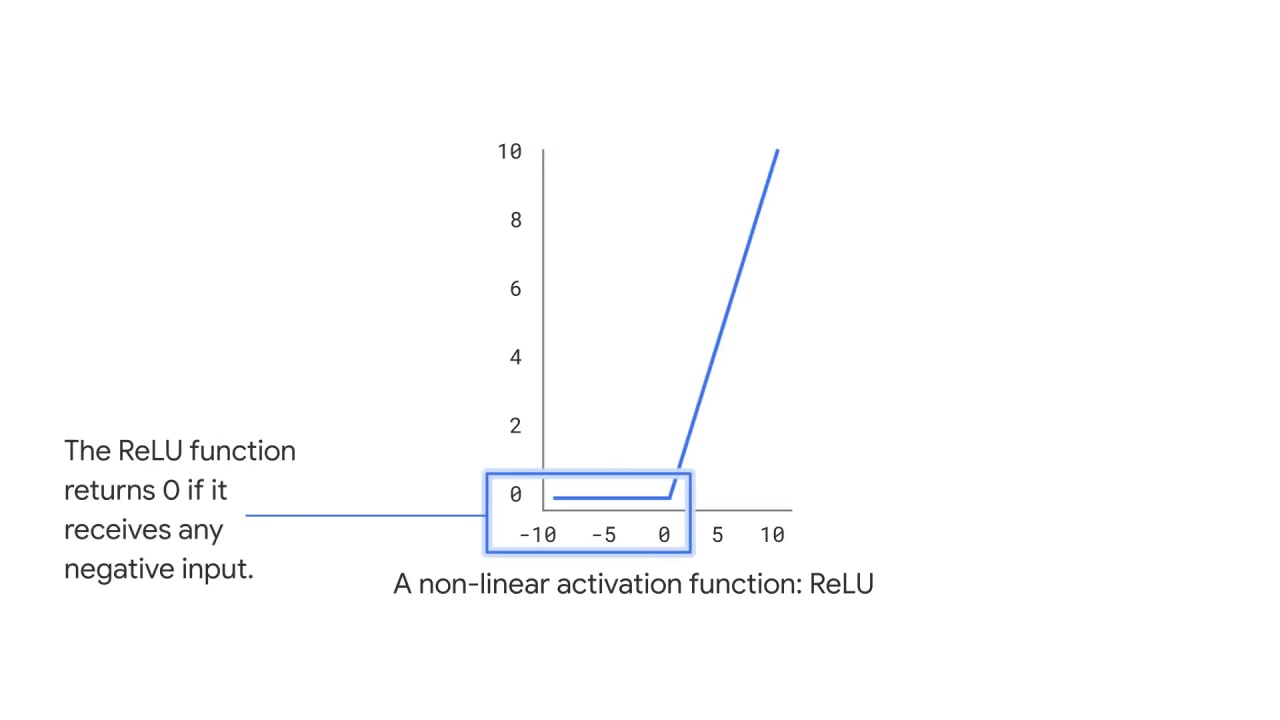 10
8
6
4
2
0
-10 -5 0 5 10
The ReLU function
returns 0 if it
receives any
negative input.
A non-linear activation function: ReLU